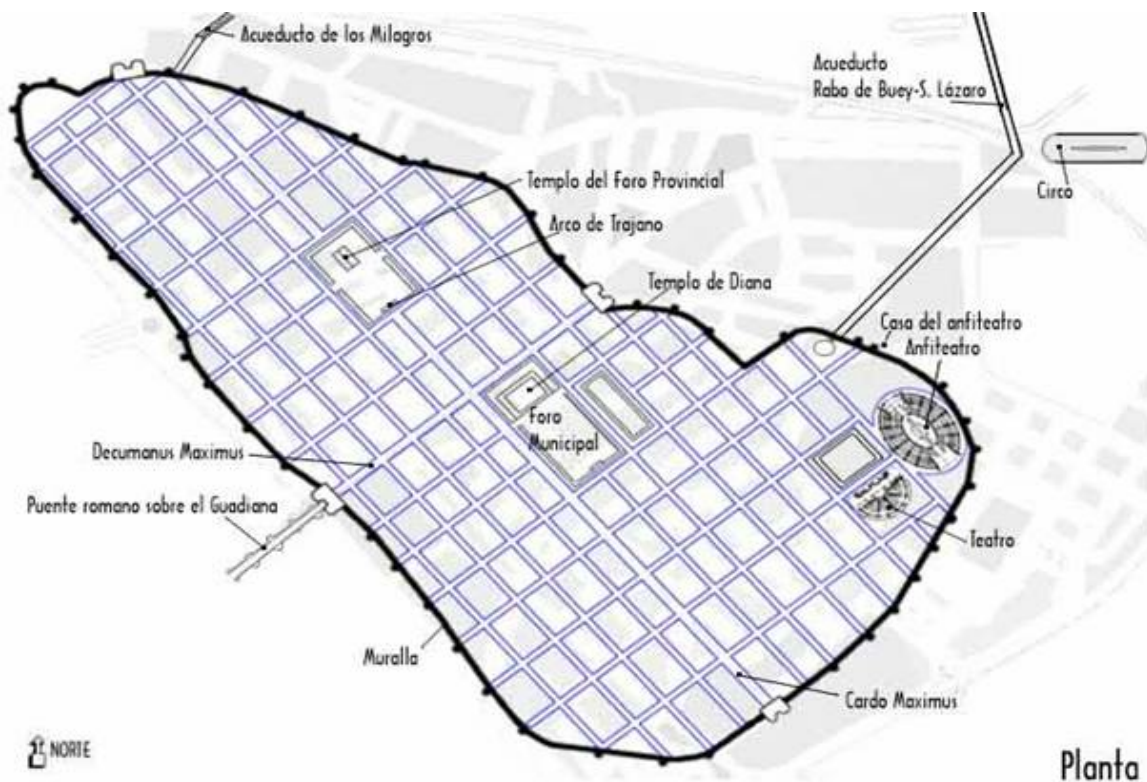 Acueducto de los Milagros
Acueducto
Rabo de Buey-S. Lázaro
Circo
Templo del Foro Provincial
Arco de Trajano
Templo de Diana
Casa del anfiteatro
Anfiteatro
Foro
Municipal
Decumanus Maximus
Puente romano sobre el Guadiana
Teatro
Muralla
Cardo Maximus
NORTE
Planta